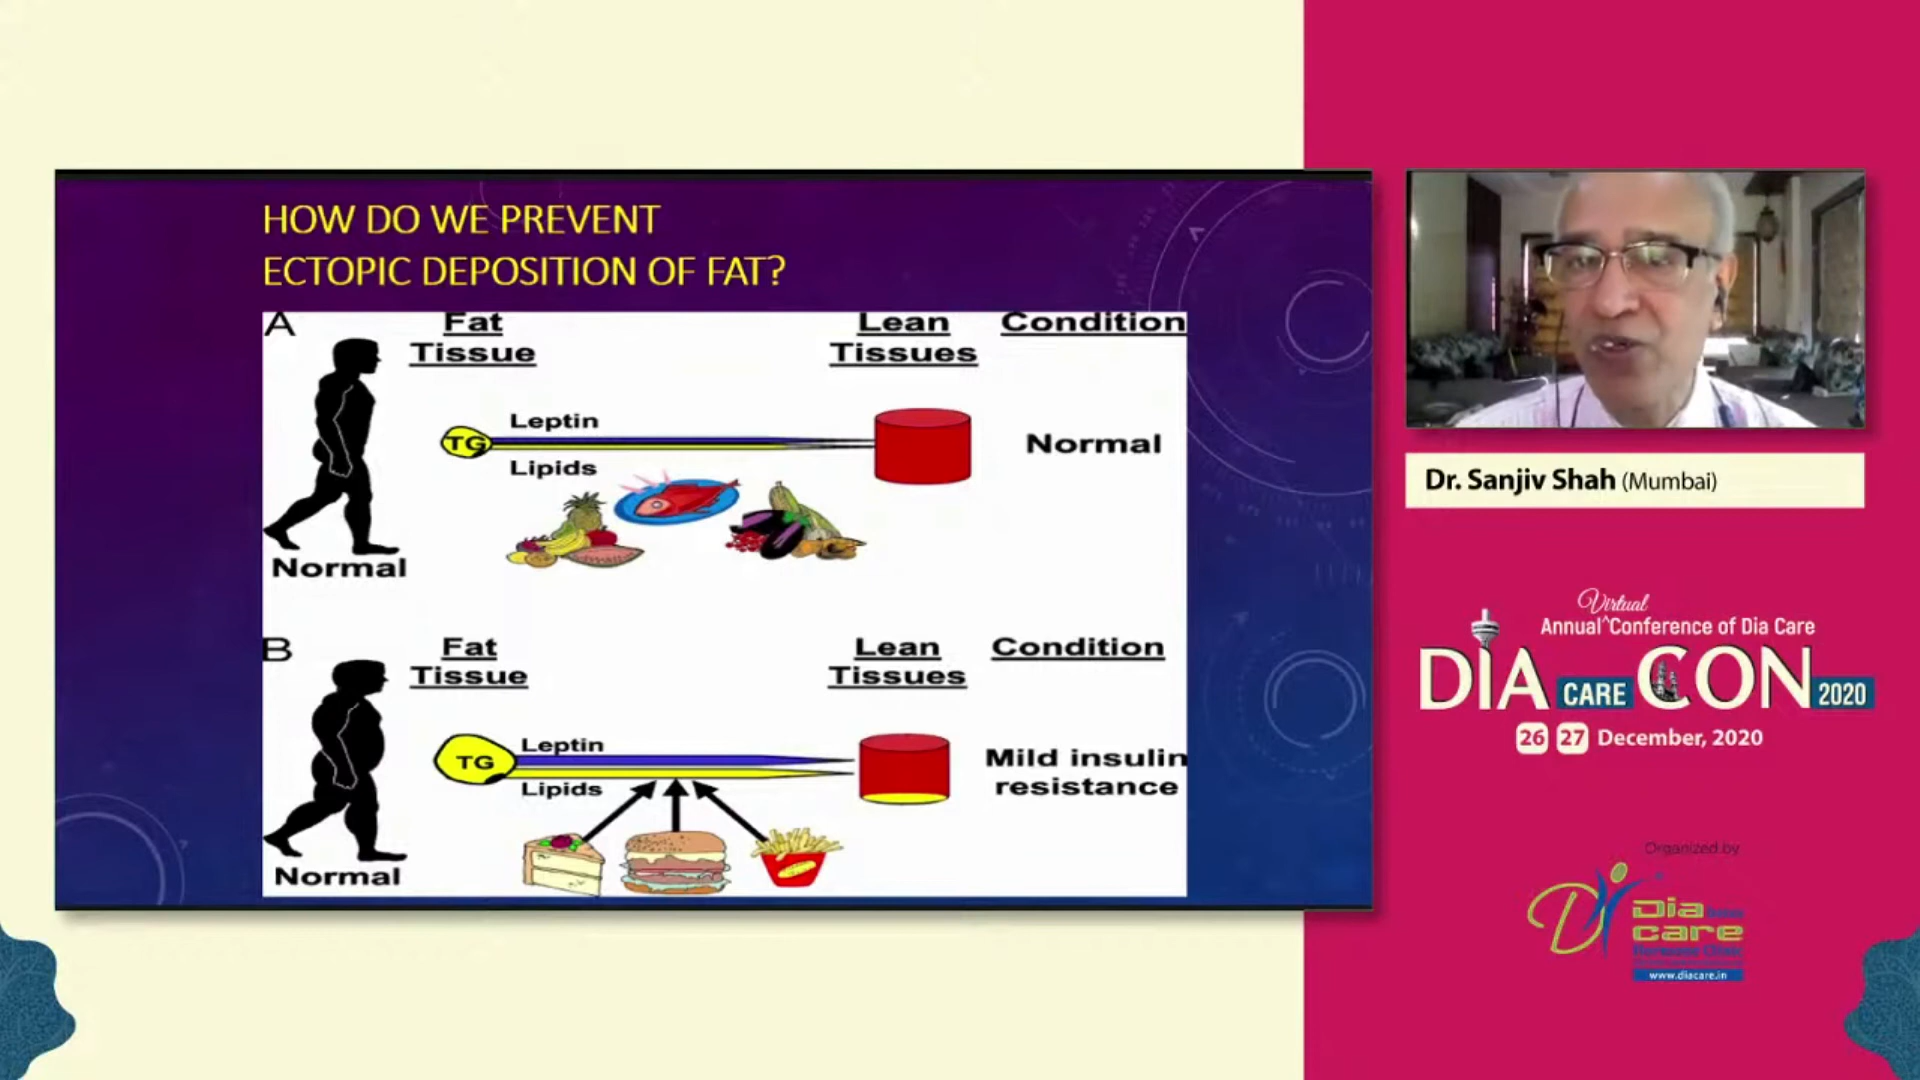 HOW DO WE PREVENT
ECTOPIC DEPOSITION OF FAT?
A
Fat
Tissue
Lean
Tissues
Condition
Leptin
TG
Lipids
Normal
Normal
B
Fat
Tissue
Lean
Tissues
Condition
Leptin
TG
Lipids
Mild insulin
resistance
Normal
Dr. Sanjiv Shah (Mumbai)
Virtual
Annual^Conference of Dia Care
DIA CARE CON 2020
26 27 December, 2020
Organized by
Dia
care
www.diacare.in